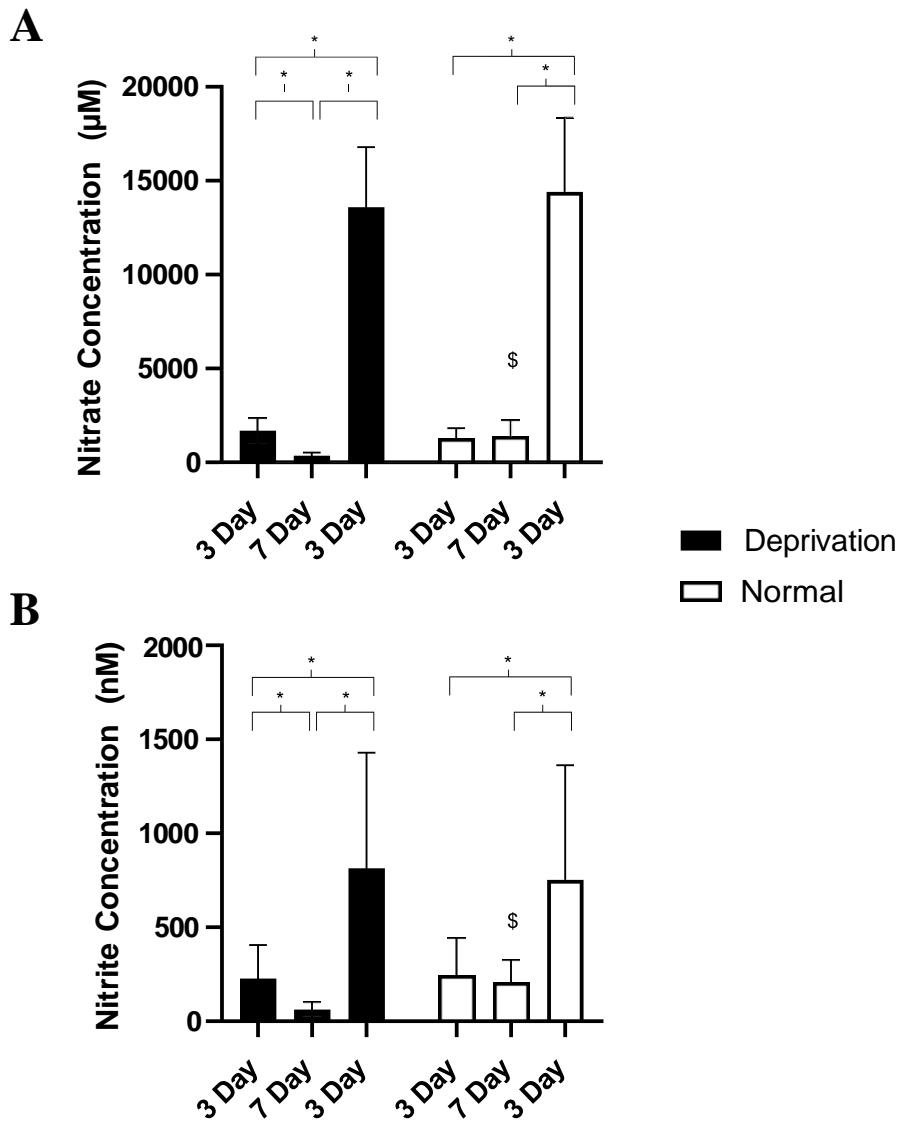 A
* *
* * *
20000
15000
10000
5000
0
Nitrate Concentration (µM)
$
3 Day 7 Day 3 Day 3 Day 7 Day 3 Day
Deprivation
Normal
B
* *
* * *
2000
1500
1000
500
0
Nitrite Concentration (nM)
$
3 Day 7 Day 3 Day 3 Day 7 Day 3 Day